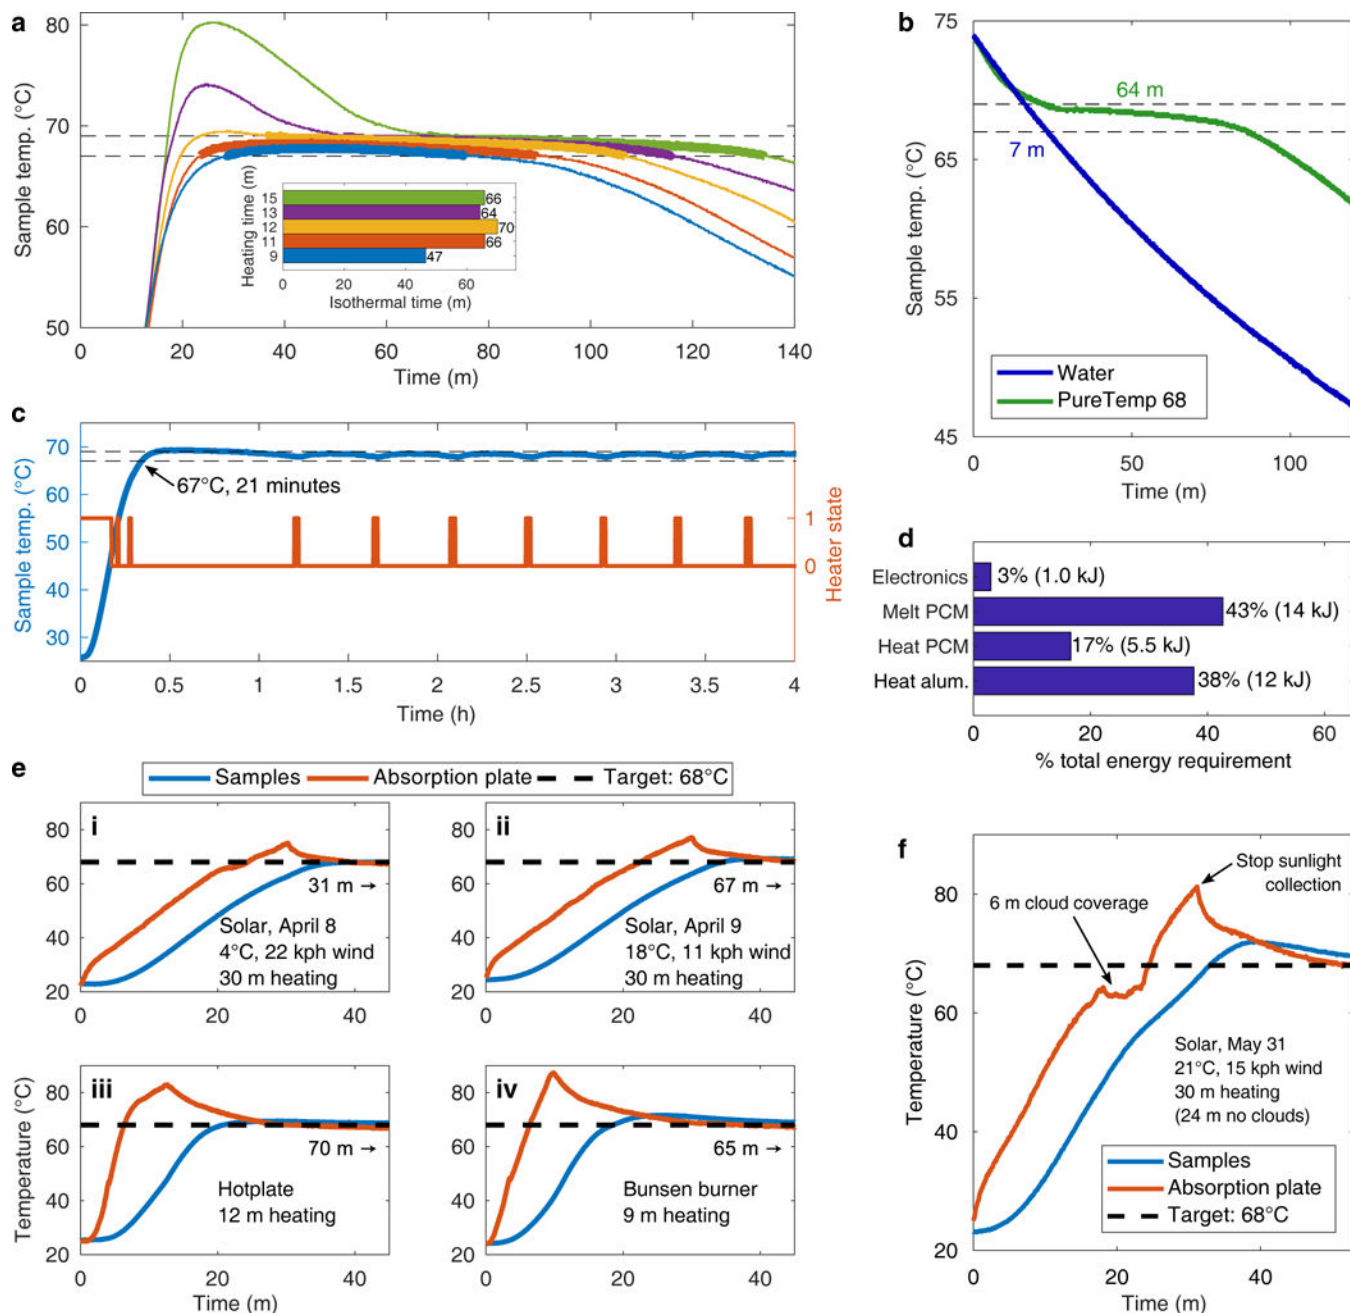 a
80
70
60
50
Sample temp. (°C)
0
20
40
60
80
100
120
140
Time (m)
Heating time (m)
15
13
12
11
9
66
64
70
66
47
0
20
40
60
Isothermal time (m)
b
75
65
55
45
Sample temp. (°C)
64 m
7 m
Water
PureTemp 68
0
50
100
Time (m)
c
70
60
50
40
30
Sample temp. (°C)
67°C, 21 minutes
1
0
Heater state
0
0.5
1
1.5
2
2.5
3
3.5
4
Time (h)
d
Electronics
3% (1.0 kJ)
Melt PCM
43% (14 kJ)
Heat PCM
17% (5.5 kJ)
Heat alum.
38% (12 kJ)
0
20
40
60
% total energy requirement
e
Samples
Absorption plate
Target: 68°C
i
80
60
40
20
31 m →
Solar, April 8
4°C, 22 kph wind
30 m heating
0
20
40
ii
80
60
40
20
67 m →
Solar, April 9
18°C, 11 kph wind
30 m heating
0
20
40
iii
80
60
40
20
Temperature (°C)
70 m →
Hotplate
12 m heating
0
20
40
Time (m)
iv
80
60
40
20
65 m →
Bunsen burner
9 m heating
0
20
40
Time (m)
f
80
60
40
20
Temperature (°C)
Stop sunlight
collection
6 m cloud coverage
Solar, May 31
21°C, 15 kph wind
30 m heating
(24 m no clouds)
Samples
Absorption plate
Target: 68°C
0
20
40
Time (m)